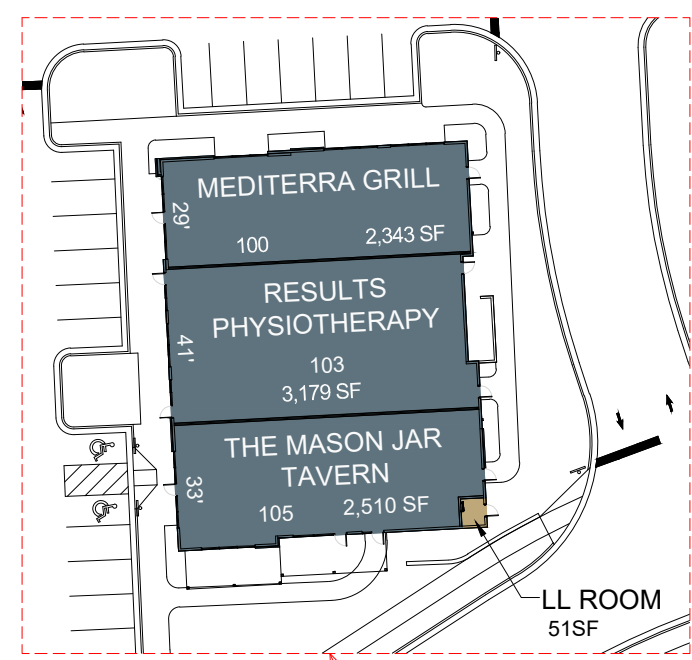 MEDITERRA GRILL
29'
100
2,343 SF
RESULTS
PHYSIOTHERAPY
41'
103
3,179 SF
THE MASON JAR
TAVERN
33'
105
2,510 SF
LL ROOM
51SF